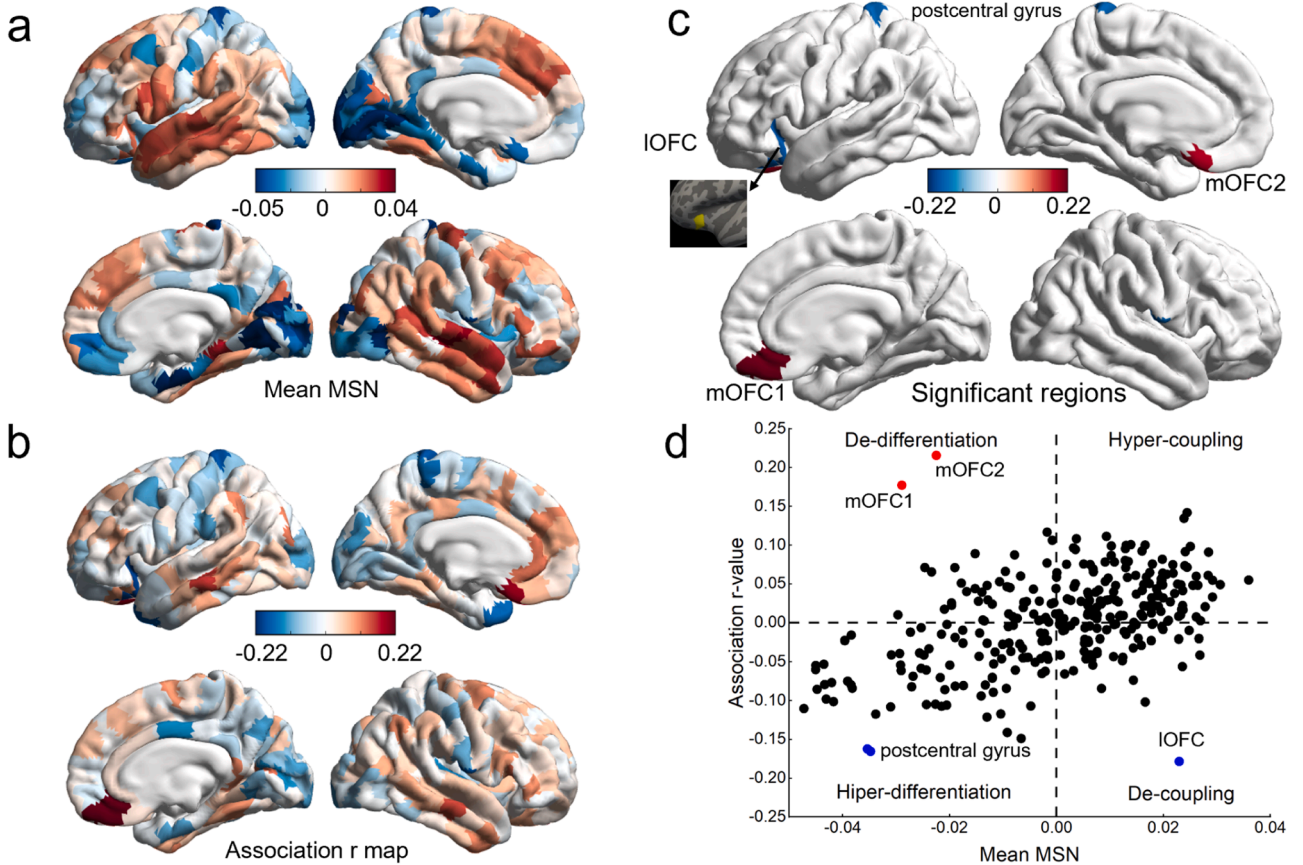 a
-0.05 0 0.04
Mean MSN
b
-0.22 0 0.22
Association r map
c
postcentral gyrus
lOFC
mOFC2
-0.22 0 0.22
mOFC1
Significant regions
d
0.25
0.20
0.15
0.10
0.05
0.00
-0.05
-0.10
-0.15
-0.20
-0.25
Association r-value
De-differentiation
Hyper-coupling
mOFC2
mOFC1
postcentral gyrus
lOFC
Hiper-differentiation
De-coupling
-0.04 -0.02 0.00 0.02 0.04
Mean MSN